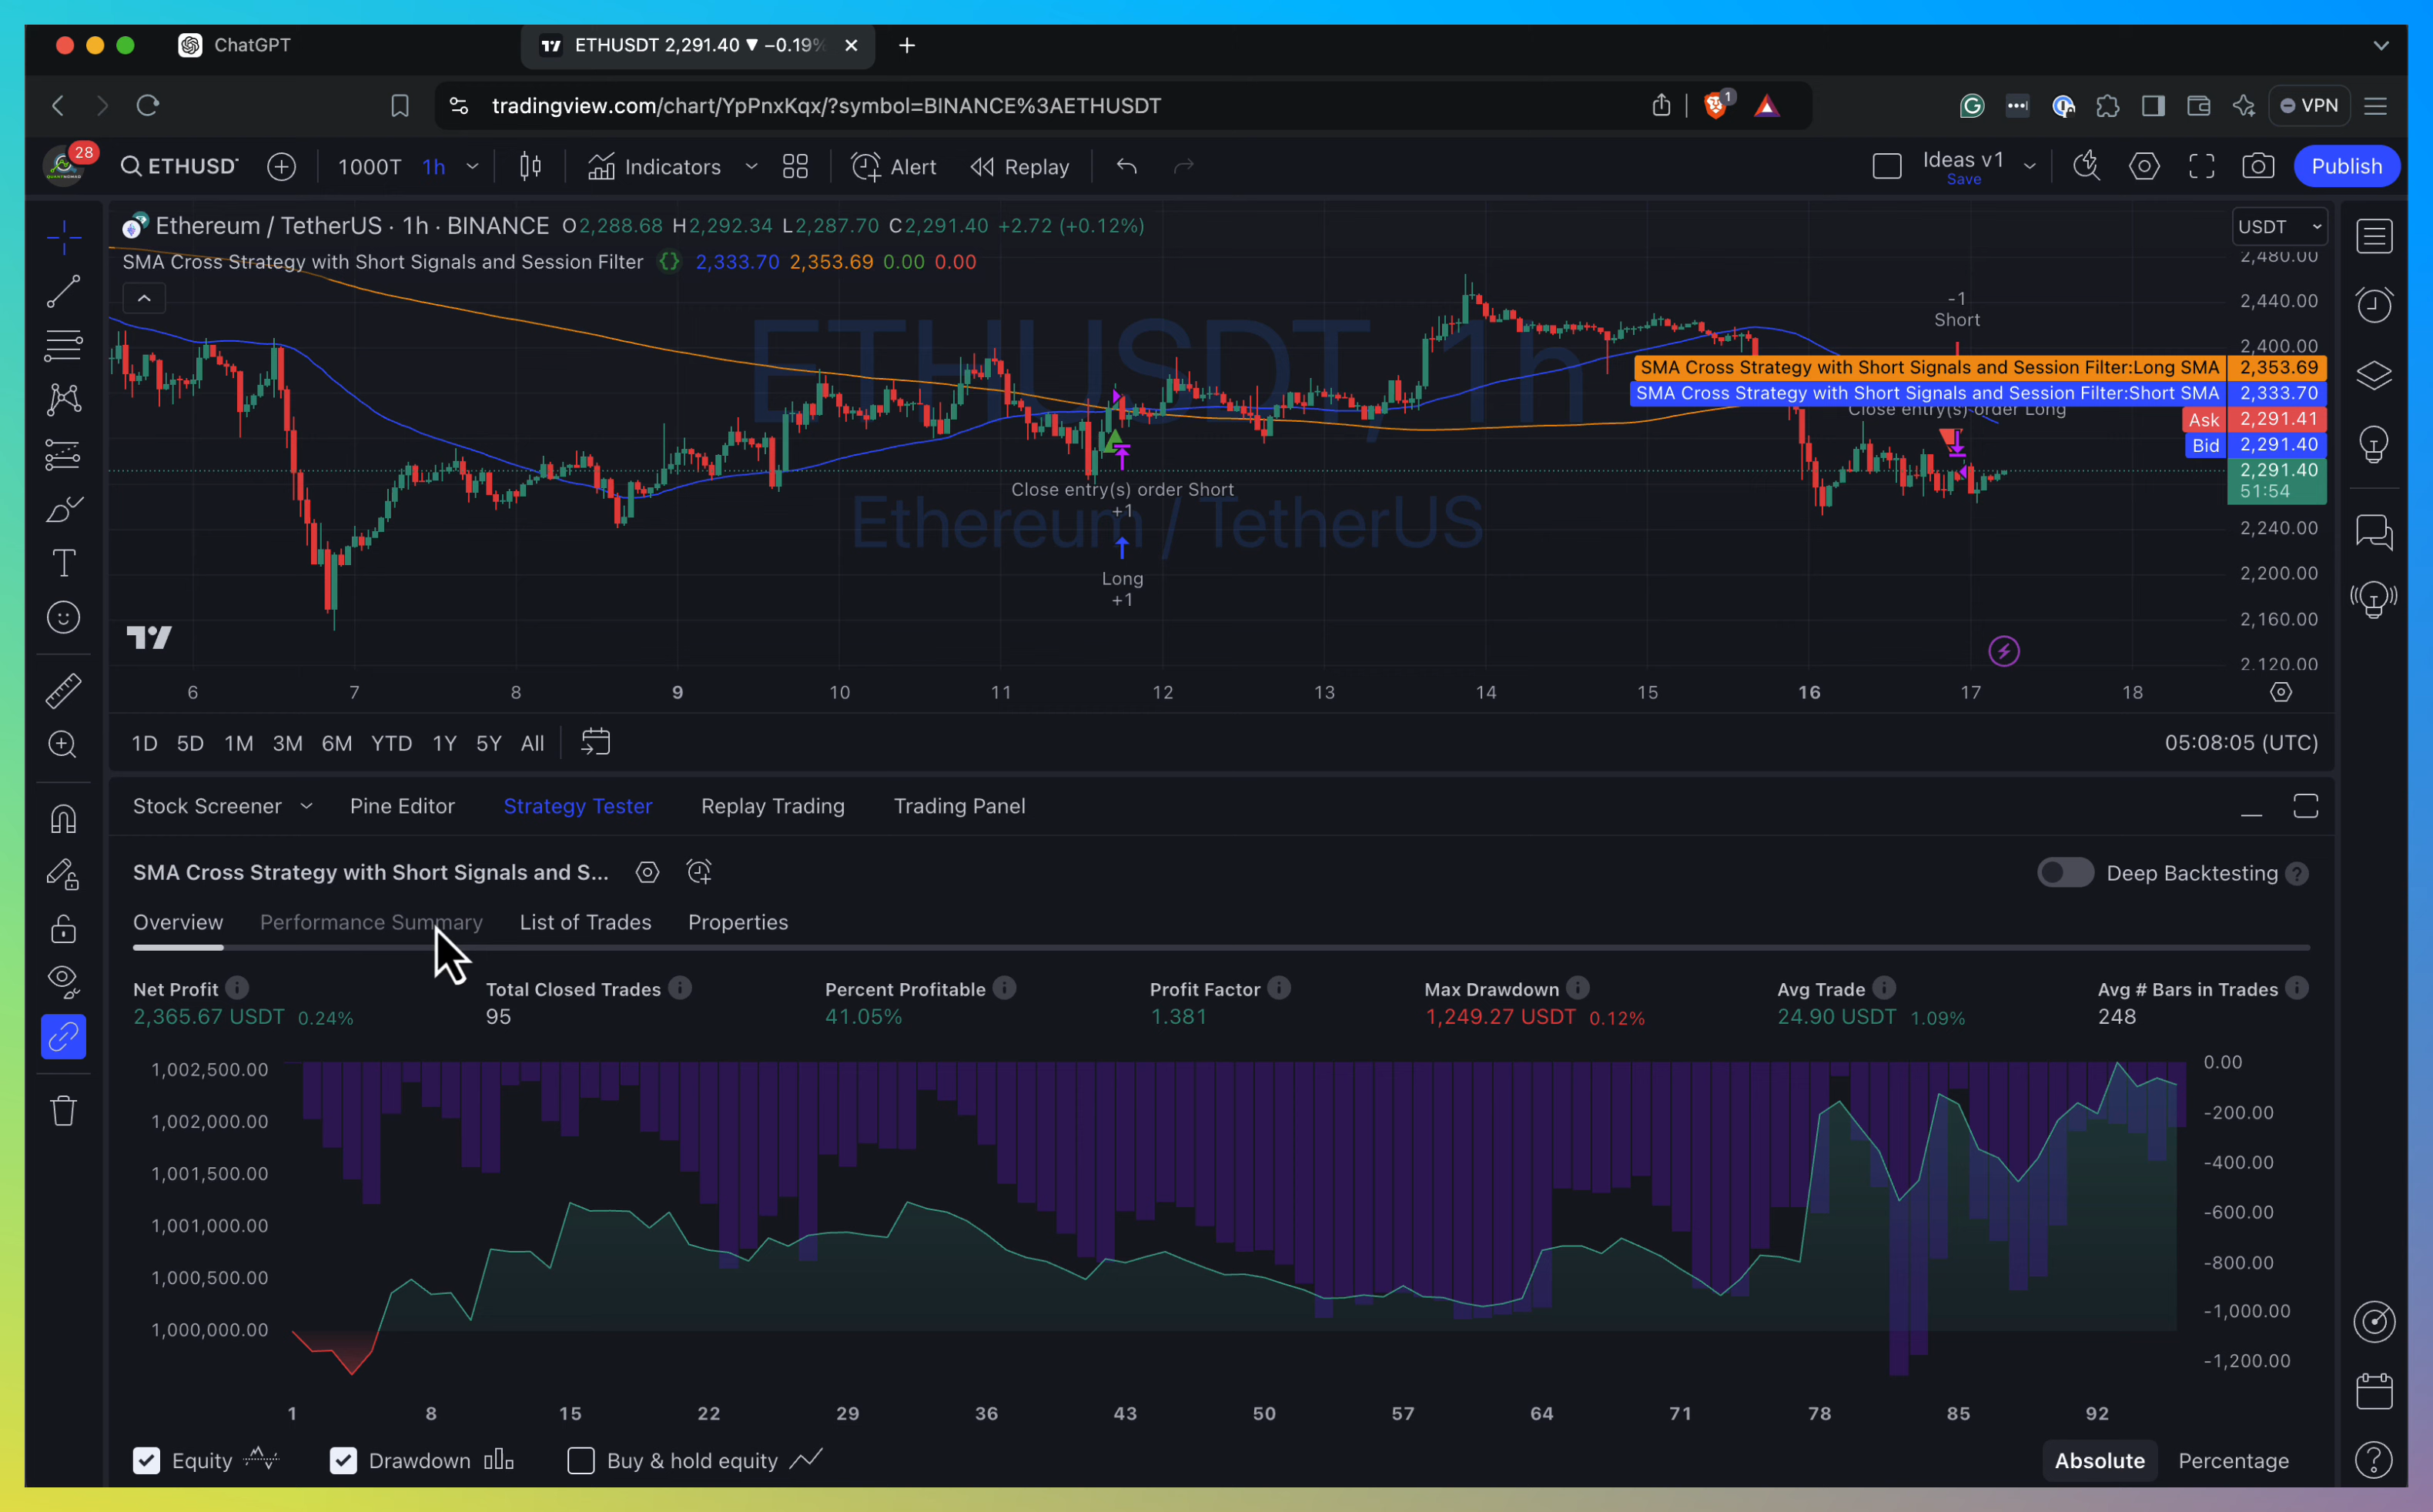 ChatGPT
ETHUSDT 2,291.40 ▼ −0.19%
tradingview.com/chart/YpPnxKqx/?symbol=BINANCE%3AETHUSDT
1
VPN
28
ETHUSDT
1000T
1h
Indicators
Alert
Replay
Ideas v1
Save
Publish
Ethereum / TetherUS · 1h · BINANCE O2,288.68 H2,292.34 L2,287.70 C2,291.40 +2.72 (+0.12%)
USDT
SMA Cross Strategy with Short Signals and Session Filter {} 2,333.70 2,353.69 0.00 0.00
ETHUSDT, 1h
Ethereum / TetherUS
2,480.00
2,440.00
2,400.00
-1
Short
SMA Cross Strategy with Short Signals and Session Filter:Long SMA 2,353.69
SMA Cross Strategy with Short Signals and Session Filter:Short SMA 2,333.70
Close entry(s) order Long
Ask 2,291.41
Bid 2,291.40
2,291.40
51:54
Close entry(s) order Short
+1
Long
+1
2,240.00
2,200.00
2,160.00
2,120.00
6 7 8 9 10 11 12 13 14 15 16 17 18
1D 5D 1M 3M 6M YTD 1Y 5Y All
05:08:05 (UTC)
Stock Screener Pine Editor Strategy Tester Replay Trading Trading Panel
SMA Cross Strategy with Short Signals and S...
Deep Backtesting ?
Overview Performance Summary List of Trades Properties
Net Profit Total Closed Trades Percent Profitable Profit Factor Max Drawdown Avg Trade Avg # Bars in Trades
2,365.67 USDT 0.24% 95 41.05% 1.381 1,249.27 USDT 0.12% 24.90 USDT 1.09% 248
1,002,500.00
1,002,000.00
1,001,500.00
1,001,000.00
1,000,500.00
1,000,000.00
0.00
-200.00
-400.00
-600.00
-800.00
-1,000.00
-1,200.00
1 8 15 22 29 36 43 50 57 64 71 78 85 92
Equity Drawdown Buy & hold equity
Absolute Percentage